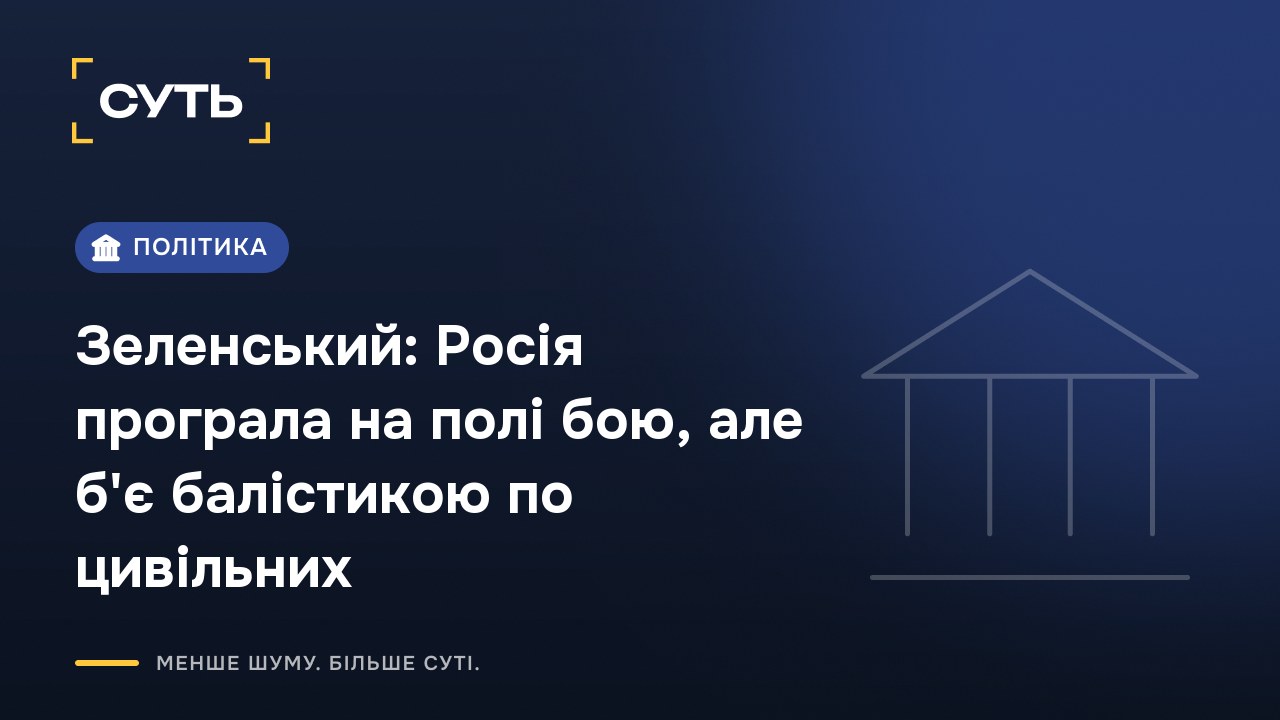 СУТЬ
ПОЛІТИКА
Зеленський: Росія
програла на полі бою, але
б'є балістикою по
цивільних
МЕНШЕ ШУМУ. БІЛЬШЕ СУТІ.